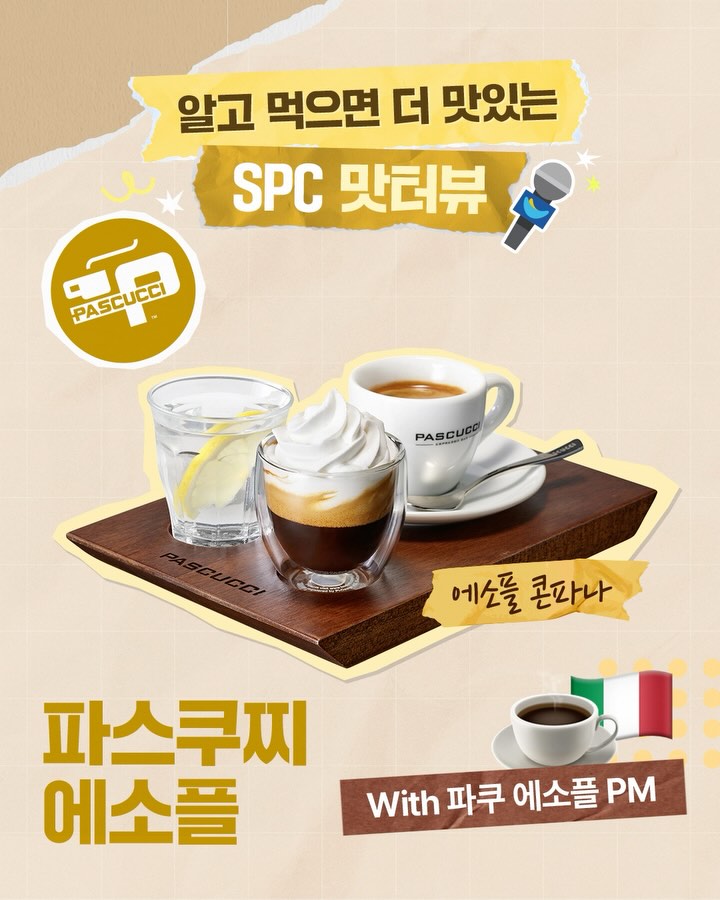 알고 먹으면 더 맛있는
SPC 맛터뷰
PASCUCCI
PASCUCCI
PASCUCCI
에소플 콘파나
파스쿠찌
에소플
With 파쿠 에소플 PM